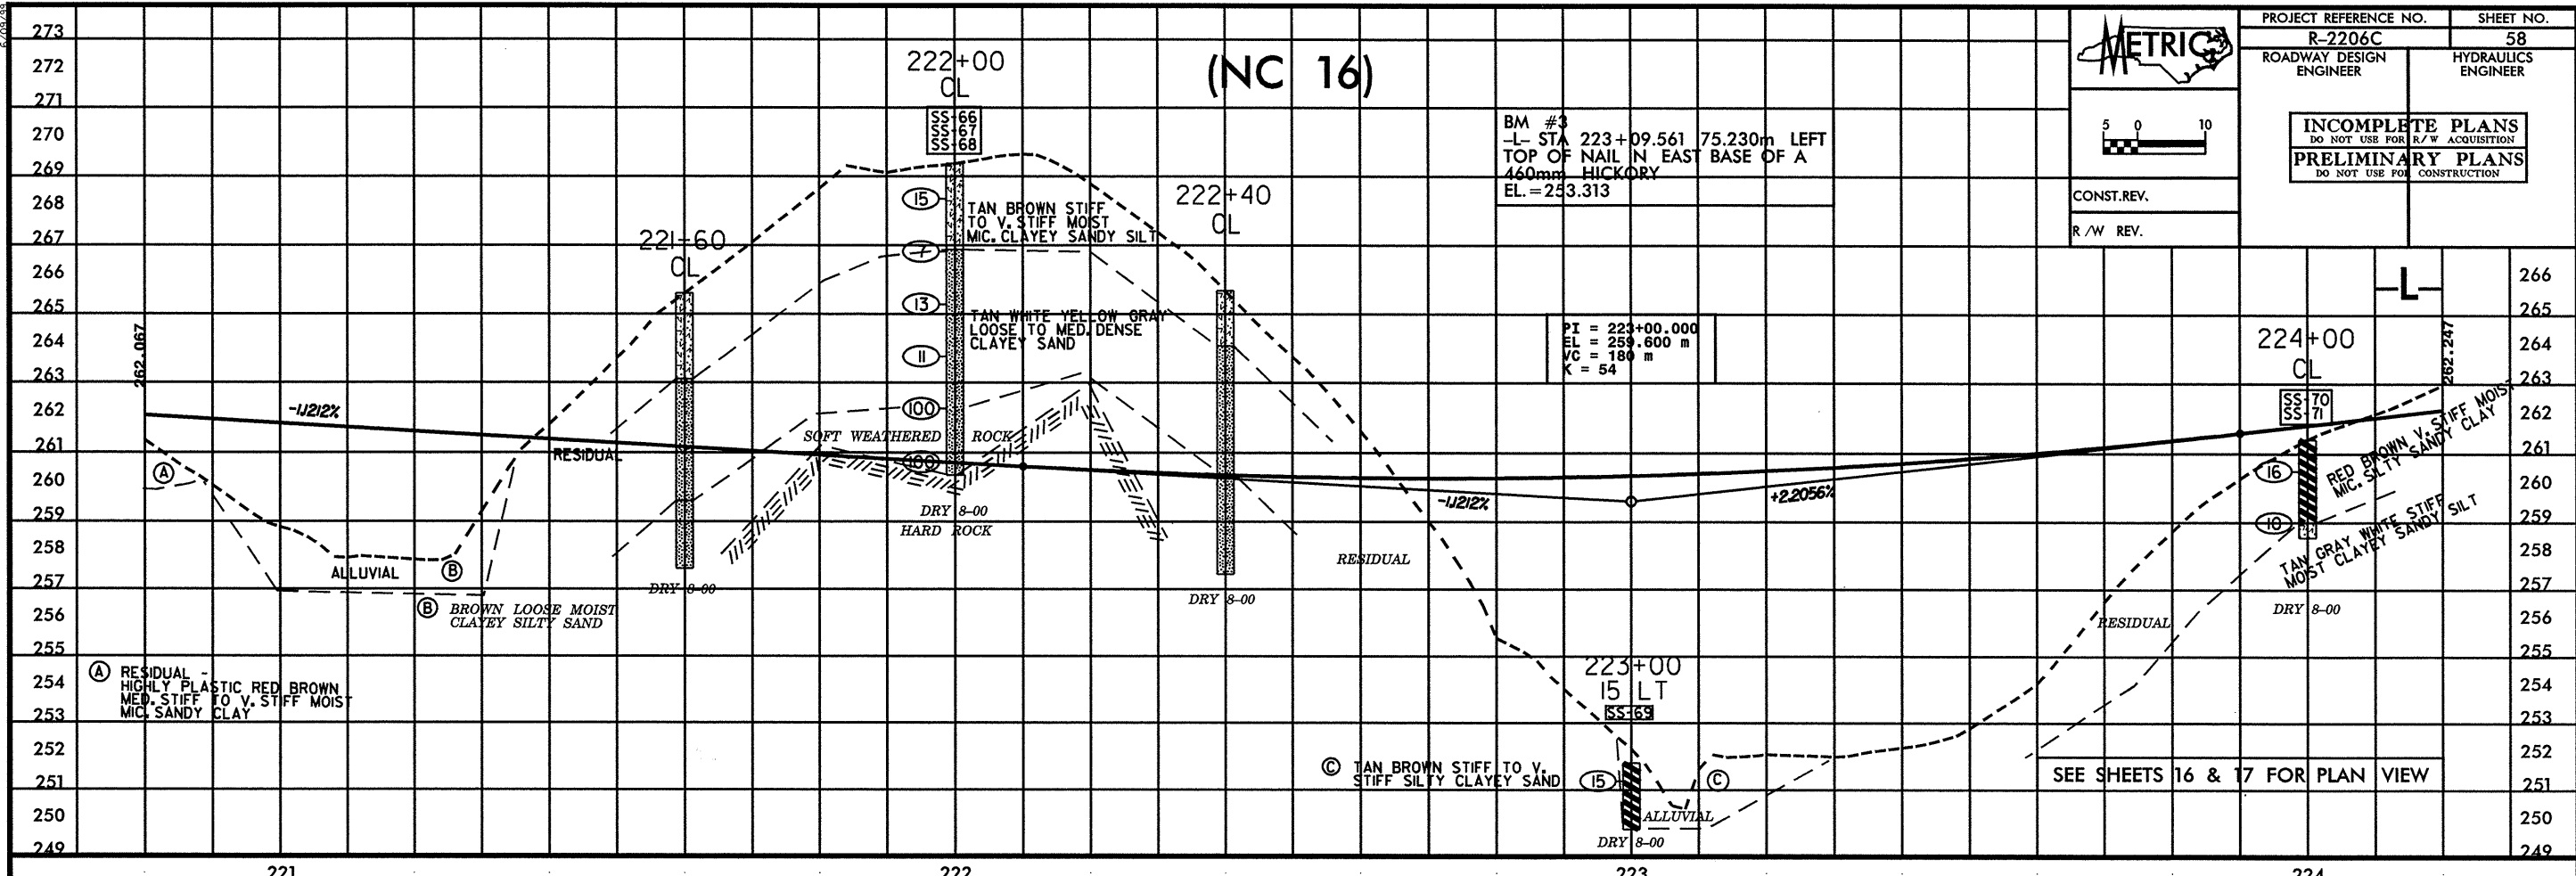 6/09/99
273
272
271
270
269
268
267
266
265
264
263
262
261
260
259
258
257
256
255
254
253
252
251
250
249
(NC 16)
METRIC
PROJECT REFERENCE NO.
SHEET NO.
R-2206C
58
ROADWAY DESIGN
ENGINEER
HYDRAULICS
ENGINEER
INCOMPLETE PLANS
DO NOT USE FOR R/W ACQUISITION
PRELIMINARY PLANS
DO NOT USE FOR CONSTRUCTION
5 0 10
CONST.REV.
R/W REV.
BM #3
-L- STA 223+09.561 75.230m LEFT
TOP OF NAIL N EAST BASE OF A
460mm HICKORY
EL.=253.313
222+00
CL
SS-66
SS-67
SS-68
15
7
13
11
100
100
TAN BROWN STIFF
TO V. STIFF MOIST
MIC. CLAYEY SANDY SILT
TAN WHITE YELLOW GRAY
LOOSE TO MED. DENSE
CLAYEY SAND
SOFT WEATHERED ROCK
DRY 8-00
HARD ROCK
221-60
CL
DRY 8-00
222+40
CL
DRY 8-00
262.067
-1.1212%
RESIDUAL
A
ALLUVIAL
B
B BROWN LOOSE MOIST
CLAYEY SILTY SAND
A RESIDUAL -
HIGHLY PLASTIC RED BROWN
MED. STIFF TO V. STIFF MOIST
MIC. SANDY CLAY
PI = 223+00.000
EL = 259.600 m
VC = 180 m
K = 54
-1.1212%
+2.2056%
RESIDUAL
223+00
15 LT
SS-69
15
C TAN BROWN STIFF TO V.
STIFF SILTY CLAYEY SAND
C
ALLUVIAL
DRY 8-00
-L-
262.247
224+00
CL
SS-70
SS-71
16
10
RED BROWN V. STIFF MOIST
MIC. SILTY SANDY CLAY
TAN GRAY WHITE STIFF
MOIST CLAYEY SANDY SILT
DRY 8-00
RESIDUAL
SEE SHEETS 16 & 17 FOR PLAN VIEW
266
265
264
263
262
261
260
259
258
257
256
255
254
253
252
251
250
249
221
222
223
224